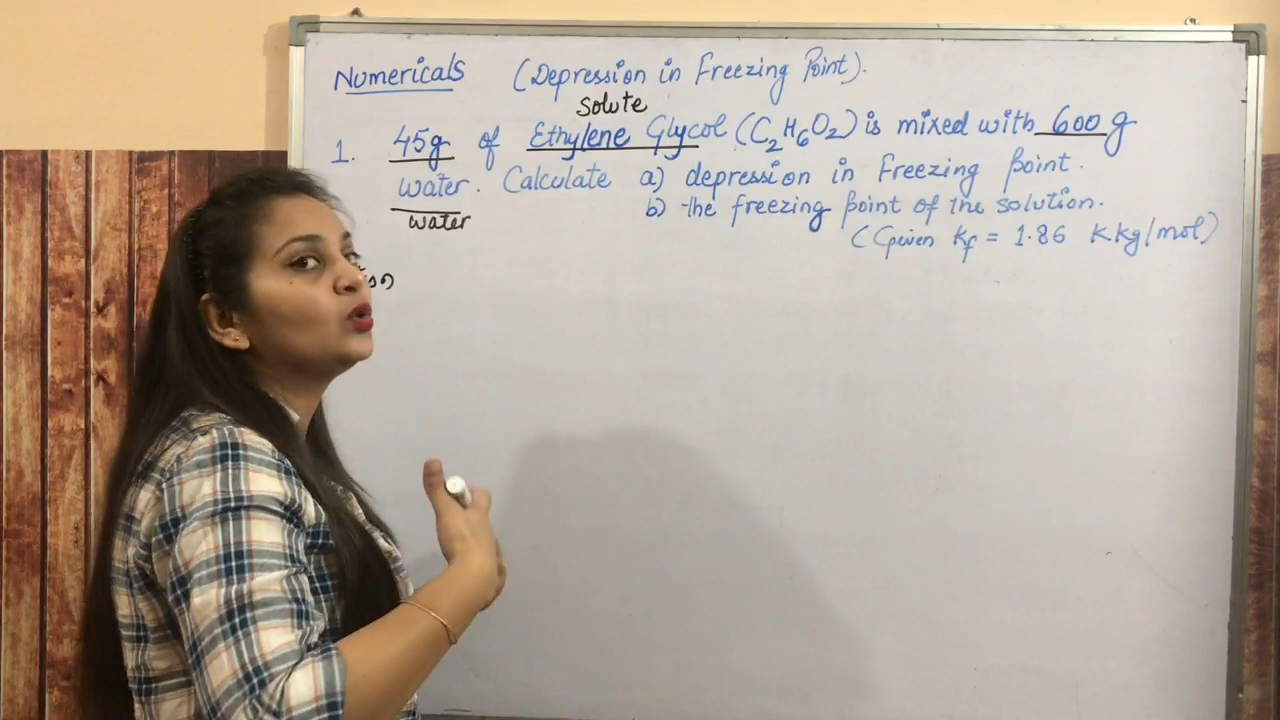 Numericals (Depression in Freezing Point).
solute
1. 45g of Ethylene Glycol (C₂H₆O₂) is mixed with 600 g
water. Calculate a) depression in Freezing point.
water
b) the freezing point of the solution.
(Given Kf = 1.86 K kg/mol)